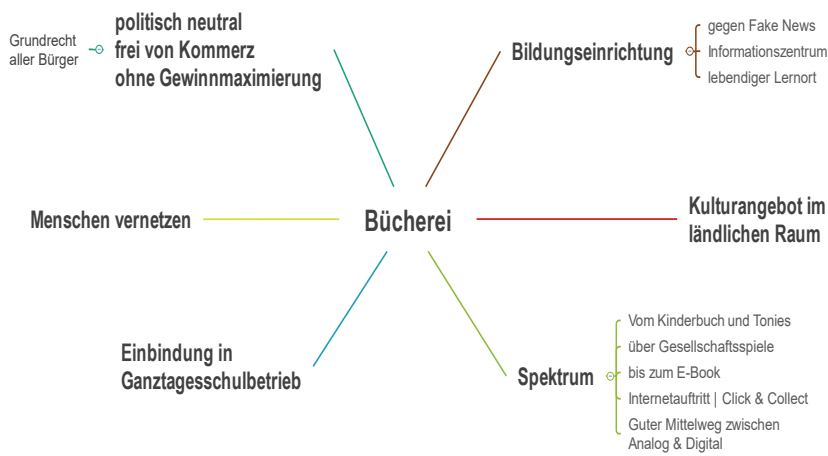 Grundrecht
aller Bürger
politisch neutral
frei von Kommerz
ohne Gewinnmaximierung
Bildungseinrichtung
gegen Fake News
Informationszentrum
lebendiger Lernort
Menschen vernetzen
Bücherei
Kulturangebot im
ländlichen Raum
Einbindung in
Ganztagesschulbetrieb
Spektrum
Vom Kinderbuch und Tonies
über Gesellschaftsspiele
bis zum E-Book
Internetauftritt | Click & Collect
Guter Mittelweg zwischen
Analog & Digital